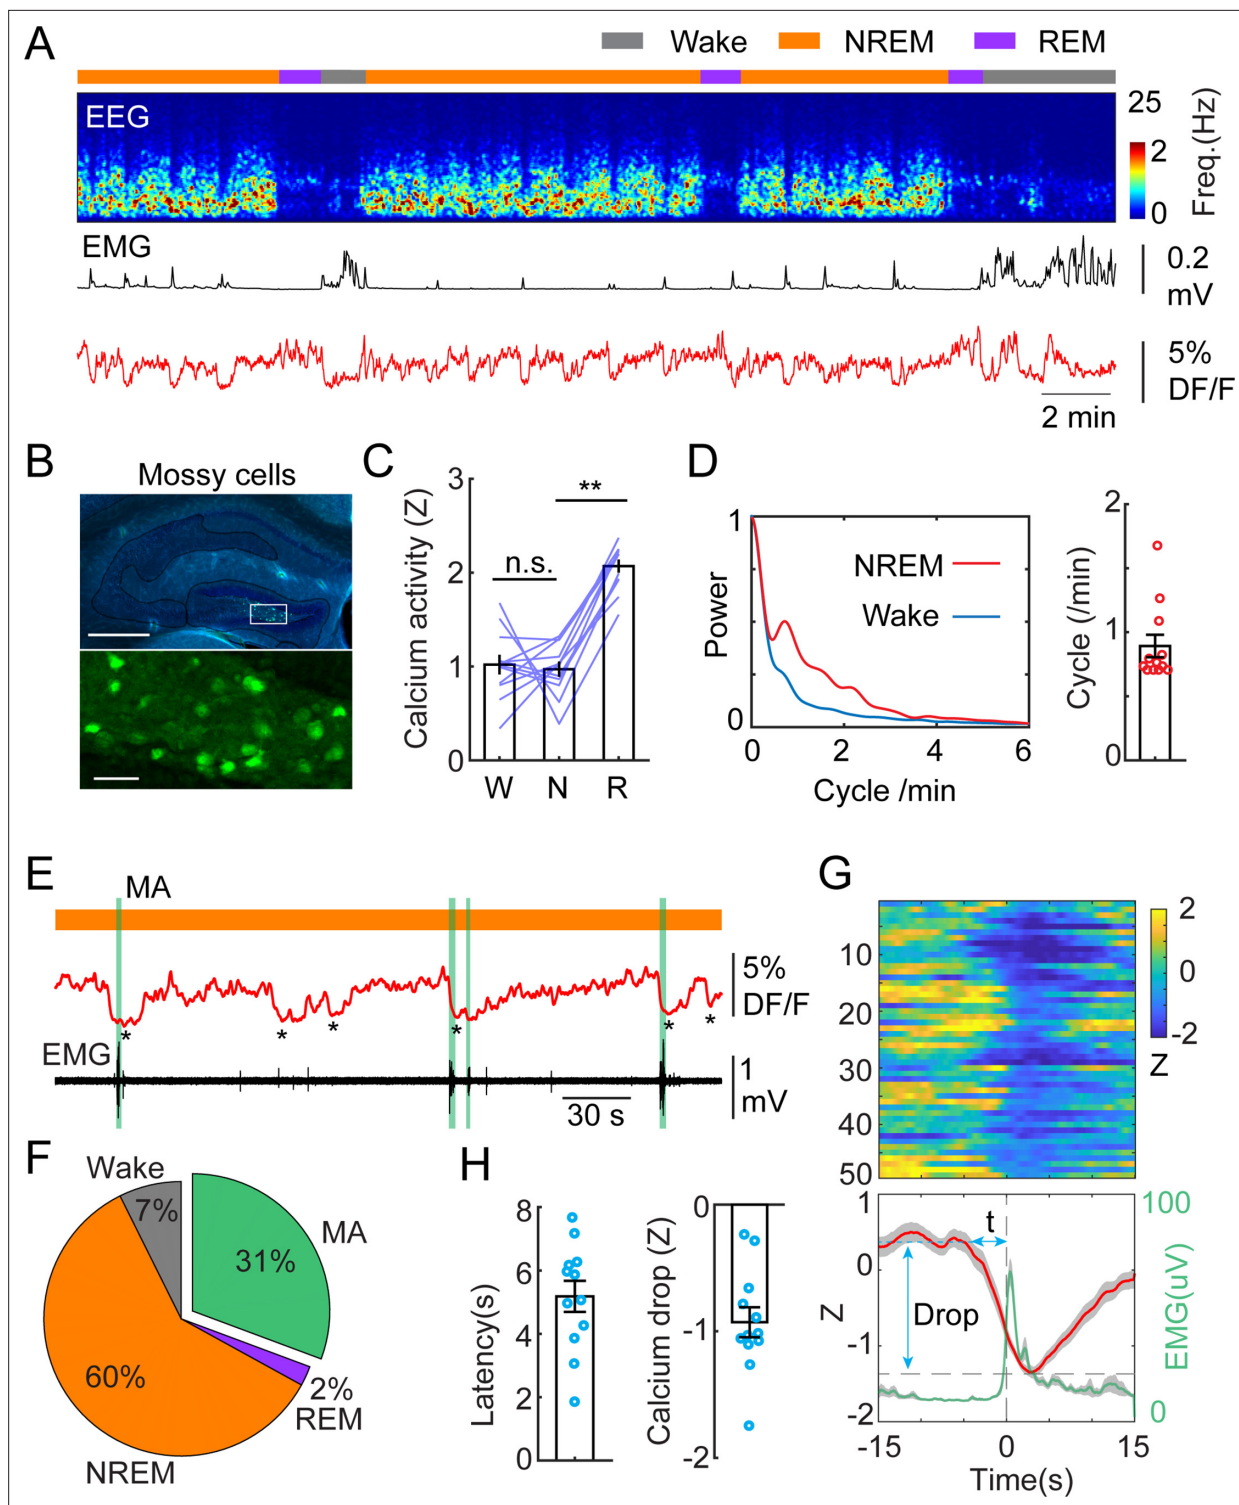 A
Wake NREM REM
EEG
25
2
0
Freq.(Hz)
EMG
0.2
mV
5%
DF/F
2 min
B
Mossy cells
C
Calcium activity (Z)
3
2
1
0
n.s.
**
W N R
D
Power
1
0
NREM
Wake
0 2 4 6
Cycle /min
Cycle (/min)
2
1
0
E
MA
5%
DF/F
* * * * * *
EMG
1
mV
30 s
F
Wake
7%
MA
31%
60%
2%
REM
NREM
H
Latency(s)
8
6
4
2
0
Calcium drop (Z)
0
-1
-2
G
10
20
30
40
50
2
0
-2
Z
1
0
-1
-2
Z
t
Drop
100
0
EMG(uV)
-15 0 15
Time(s)